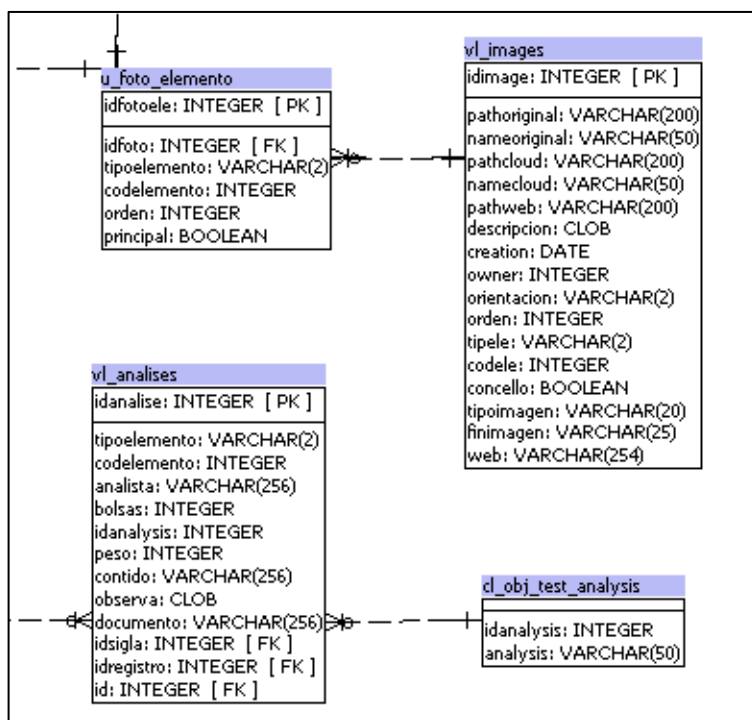 u_foto_elemento
idfotoele: INTEGER [ PK ]
idfoto: INTEGER [ FK ]
tipoelemento: VARCHAR(2)
codelemento: INTEGER
orden: INTEGER
principal: BOOLEAN
vl_images
idimage: INTEGER [ PK ]
pathoriginal: VARCHAR(200)
nameoriginal: VARCHAR(50)
pathcloud: VARCHAR(200)
namecloud: VARCHAR(50)
pathweb: VARCHAR(200)
descripcion: CLOB
creation: DATE
owner: INTEGER
orientacion: VARCHAR(2)
orden: INTEGER
tipele: VARCHAR(2)
codele: INTEGER
concello: BOOLEAN
tipoimagen: VARCHAR(20)
finimagen: VARCHAR(25)
web: VARCHAR(254)
vl_analises
idanalise: INTEGER [ PK ]
tipoelemento: VARCHAR(2)
codelemento: INTEGER
analista: VARCHAR(256)
bolsas: INTEGER
idanalysis: INTEGER
peso: INTEGER
contido: VARCHAR(256)
observa: CLOB
documento: VARCHAR(256)
idsigla: INTEGER [ FK ]
idregistro: INTEGER [ FK ]
id: INTEGER [ FK ]
cl_obj_test_analysis
idanalysis: INTEGER
analysis: VARCHAR(50)